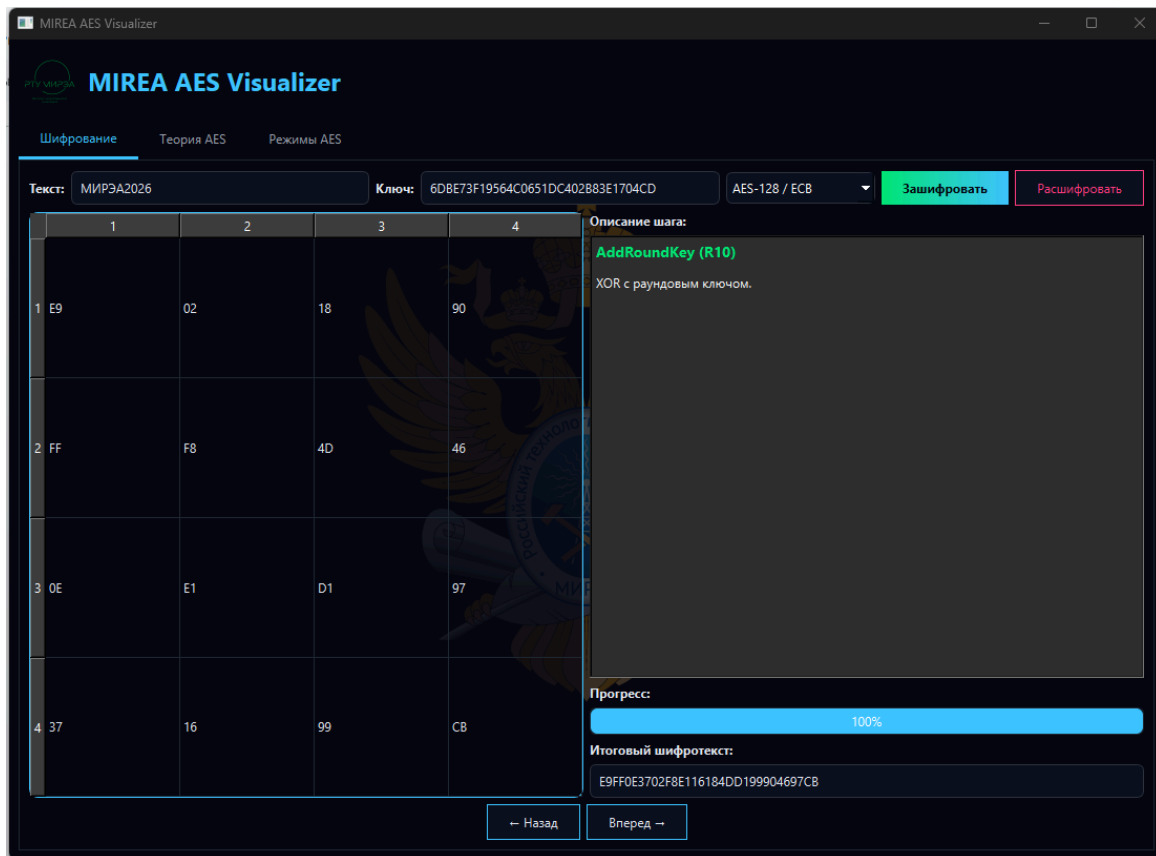 MIREA AES Visualizer
РТУ МИРЭА
MIREA AES Visualizer
Шифрование Теория AES Режимы AES
Текст: МИРЭА2026 Ключ: 6DBE73F19564C0651DC402B83E1704CD AES-128 / ECB Зашифровать Расшифровать
1 2 3 4
1 E9 02 18 90
2 FF F8 4D 46
3 0E E1 D1 97
4 37 16 99 CB
Описание шага:
AddRoundKey (R10)
XOR с раундовым ключом.
Прогресс:
100%
Итоговый шифротекст:
E9FF0E3702F8E116184DD199904697CB
← Назад Вперед →